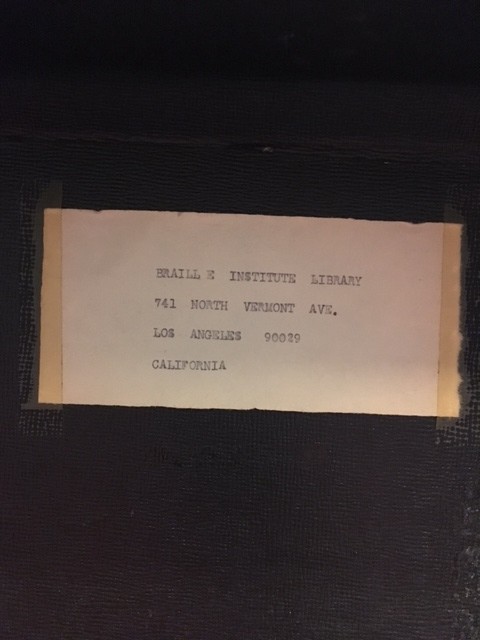 BRAILL E INSTITUTE LIBRARY
741 NORTH VERMONT AVE.
LOS ANGELES 90029
CALIFORNIA